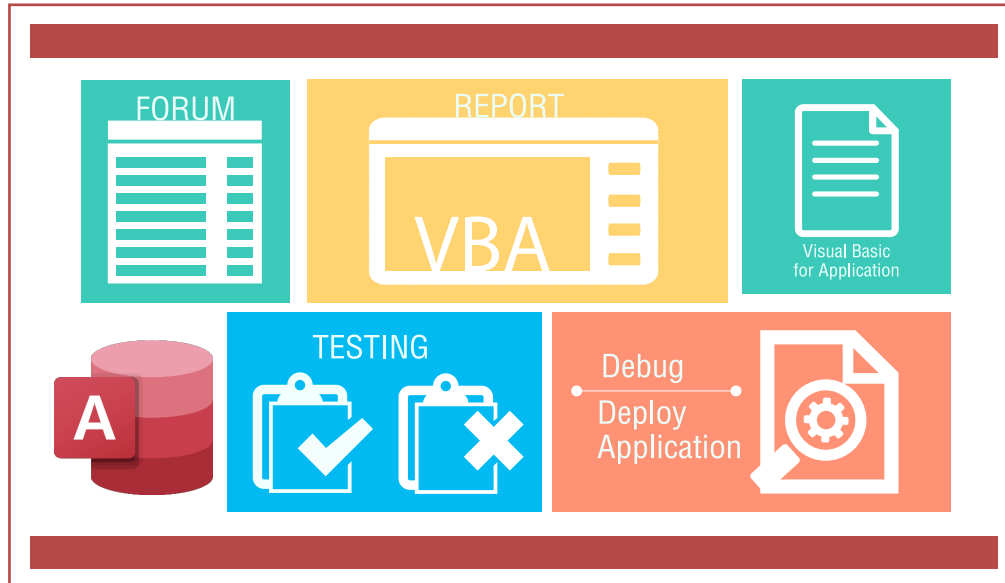 FORUM
REPORT
VBA
Visual Basic
for Application
A
TESTING
Debug
Deploy
Application